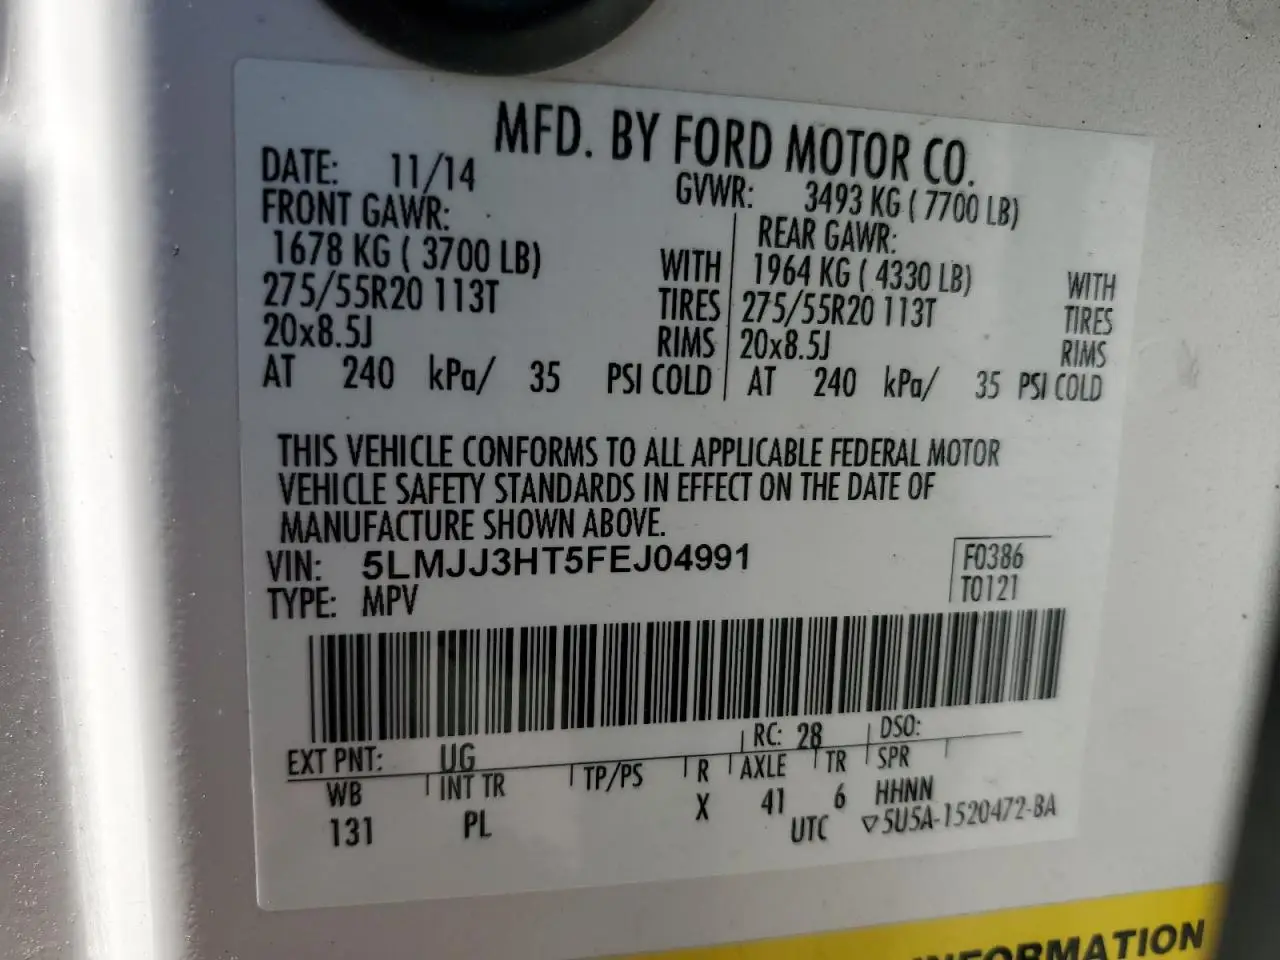 MFD. BY FORD MOTOR CO.
DATE: 11/14 GVWR: 3493 KG ( 7700 LB)
FRONT GAWR: REAR GAWR:
1678 KG ( 3700 LB) WITH 1964 KG ( 4330 LB) WITH
275/55R20 113T TIRES 275/55R20 113T TIRES
20x8.5J RIMS 20x8.5J RIMS
AT 240 kPa/ 35 PSI COLD AT 240 kPa/ 35 PSI COLD
THIS VEHICLE CONFORMS TO ALL APPLICABLE FEDERAL MOTOR
VEHICLE SAFETY STANDARDS IN EFFECT ON THE DATE OF
MANUFACTURE SHOWN ABOVE.
VIN: 5LMJJ3HT5FEJ04991 F0386
TYPE: MPV T0121
EXT PNT: UG RC: 28 DSO:
WB INT TR TP/PS R AXLE TR SPR
131 PL X 41 6 HHNN
UTC ▽5U5A-1520472-BA
INFORMATION